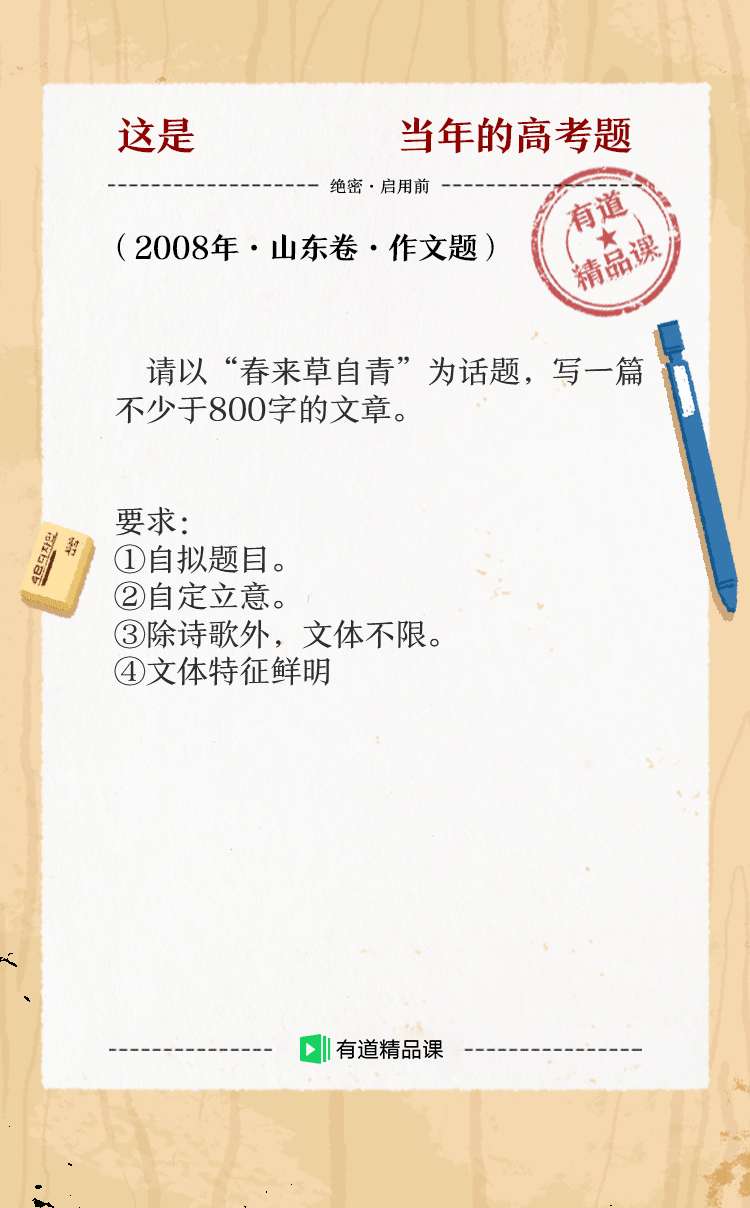 这是 当年的高考题
绝密·启用前
(2008年·山东卷·作文题)
有道
精品课
请以“春来草自青”为话题，写一篇
不少于800字的文章。
要求：
①自拟题目。
②自定立意。
③除诗歌外，文体不限。
④文体特征鲜明
有道精品课